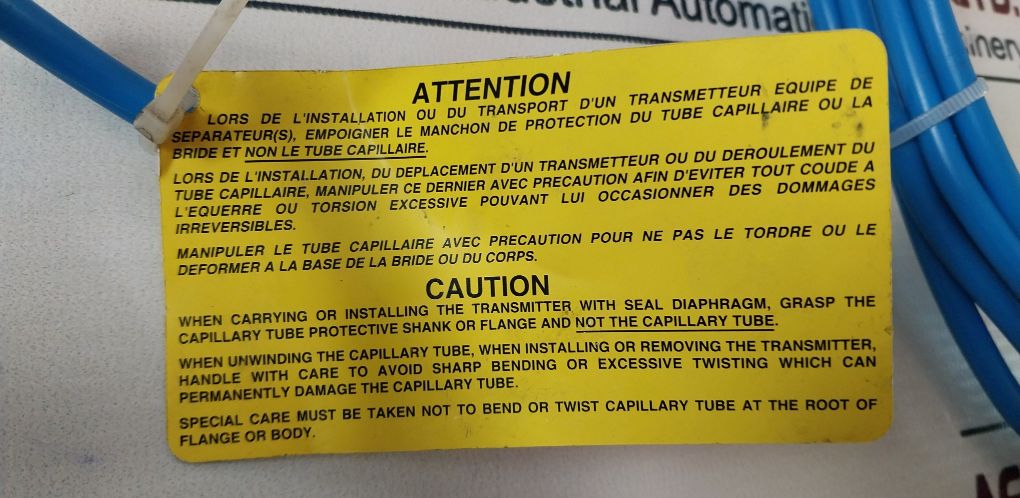 strial Automati
ATTENTION
LORS DE L'INSTALLATION OU DU TRANSPORT D'UN TRANSMETTEUR EQUIPE DE
SEPARATEUR(S), EMPOIGNER LE MANCHON DE PROTECTION DU TUBE CAPILLAIRE OU LA
BRIDE ET NON LE TUBE CAPILLAIRE.
LORS DE L'INSTALLATION, DU DEPLACEMENT D'UN TRANSMETTEUR OU DU DEROULEMENT DU
TUBE CAPILLAIRE, MANIPULER CE DERNIER AVEC PRECAUTION AFIN D'EVITER TOUT COUDE A
L'EQUERRE OU TORSION EXCESSIVE POUVANT LUI OCCASIONNER DES DOMMAGES
IRREVERSIBLES.
MANIPULER LE TUBE CAPILLAIRE AVEC PRECAUTION POUR NE PAS LE TORDRE OU LE
DEFORMER A LA BASE DE LA BRIDE OU DU CORPS.
CAUTION
WHEN CARRYING OR INSTALLING THE TRANSMITTER WITH SEAL DIAPHRAGM, GRASP THE
CAPILLARY TUBE PROTECTIVE SHANK OR FLANGE AND NOT THE CAPILLARY TUBE.
WHEN UNWINDING THE CAPILLARY TUBE, WHEN INSTALLING OR REMOVING THE TRANSMITTER,
HANDLE WITH CARE TO AVOID SHARP BENDING OR EXCESSIVE TWISTING WHICH CAN
PERMANENTLY DAMAGE THE CAPILLARY TUBE.
SPECIAL CARE MUST BE TAKEN NOT TO BEND OR TWIST CAPILLARY TUBE AT THE ROOT OF
FLANGE OR BODY.